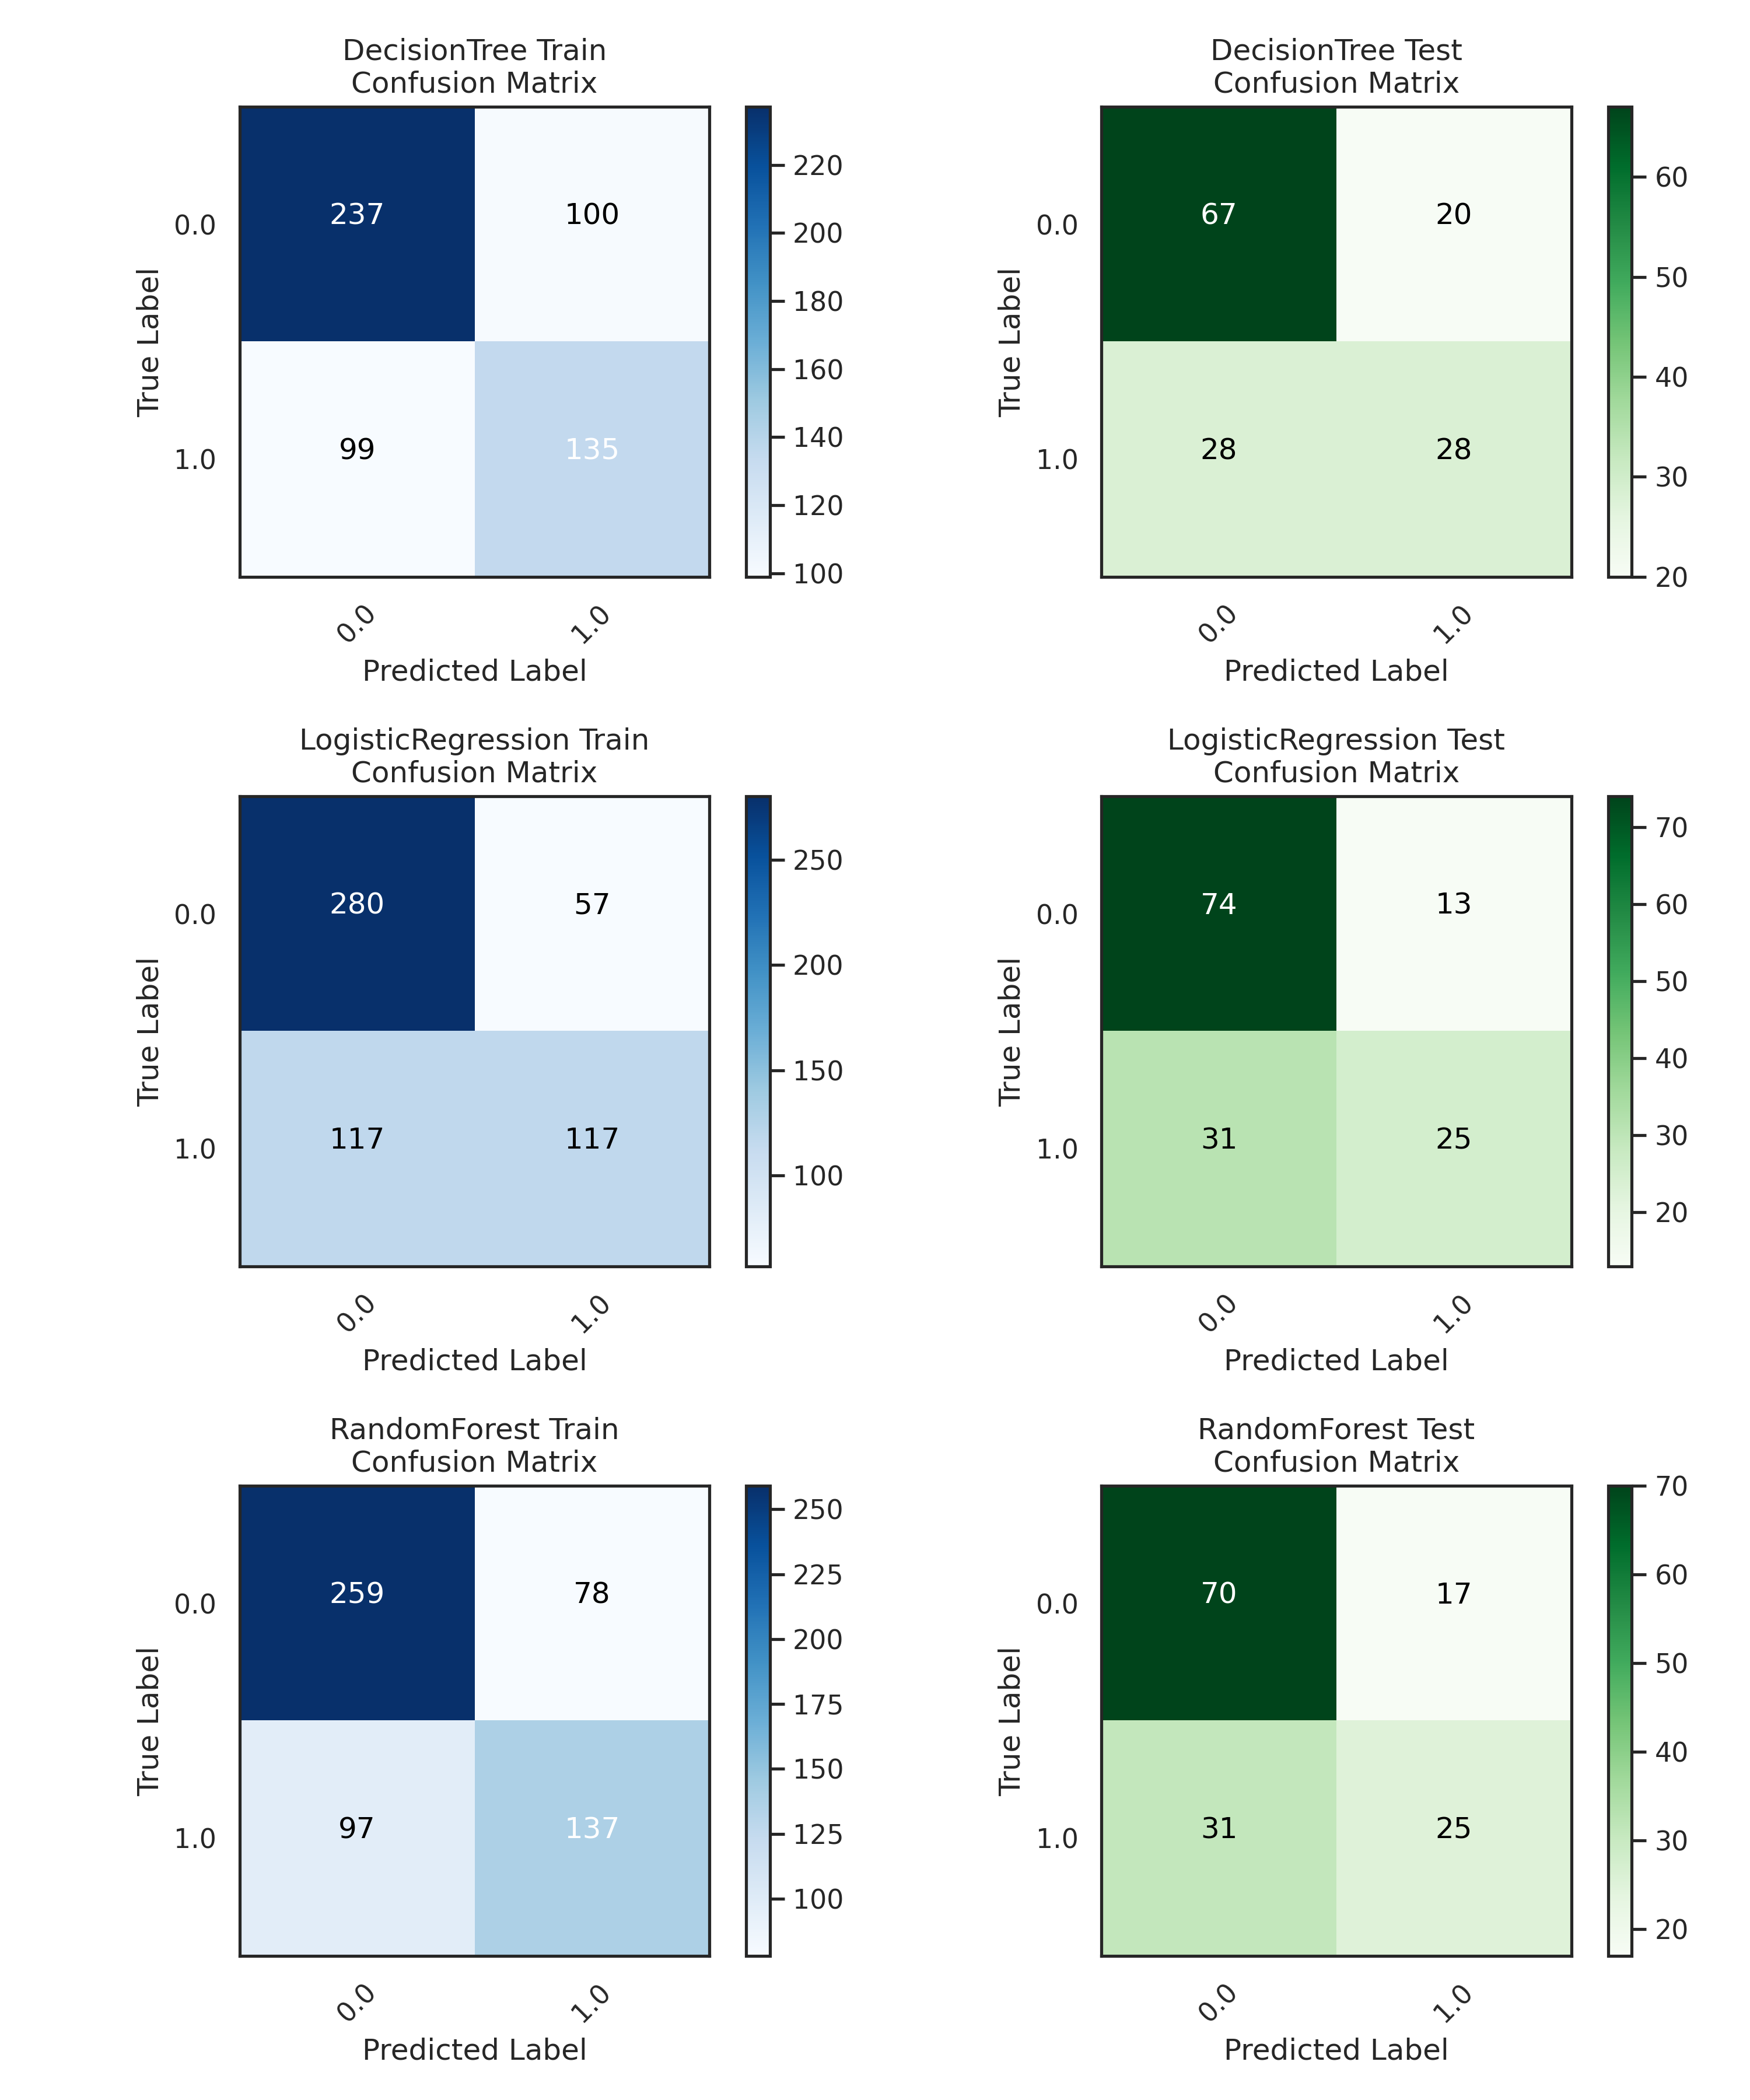 DecisionTree Train
Confusion Matrix
237 100
99 135
0.0
1.0
True Label
0.0 1.0
Predicted Label
220
200
180
160
140
120
100
DecisionTree Test
Confusion Matrix
67 20
28 28
0.0
1.0
True Label
0.0 1.0
Predicted Label
60
50
40
30
20
LogisticRegression Train
Confusion Matrix
280 57
117 117
0.0
1.0
True Label
0.0 1.0
Predicted Label
250
200
150
100
LogisticRegression Test
Confusion Matrix
74 13
31 25
0.0
1.0
True Label
0.0 1.0
Predicted Label
70
60
50
40
30
20
RandomForest Train
Confusion Matrix
259 78
97 137
0.0
1.0
True Label
0.0 1.0
Predicted Label
250
225
200
175
150
125
100
RandomForest Test
Confusion Matrix
70 17
31 25
0.0
1.0
True Label
0.0 1.0
Predicted Label
70
60
50
40
30
20